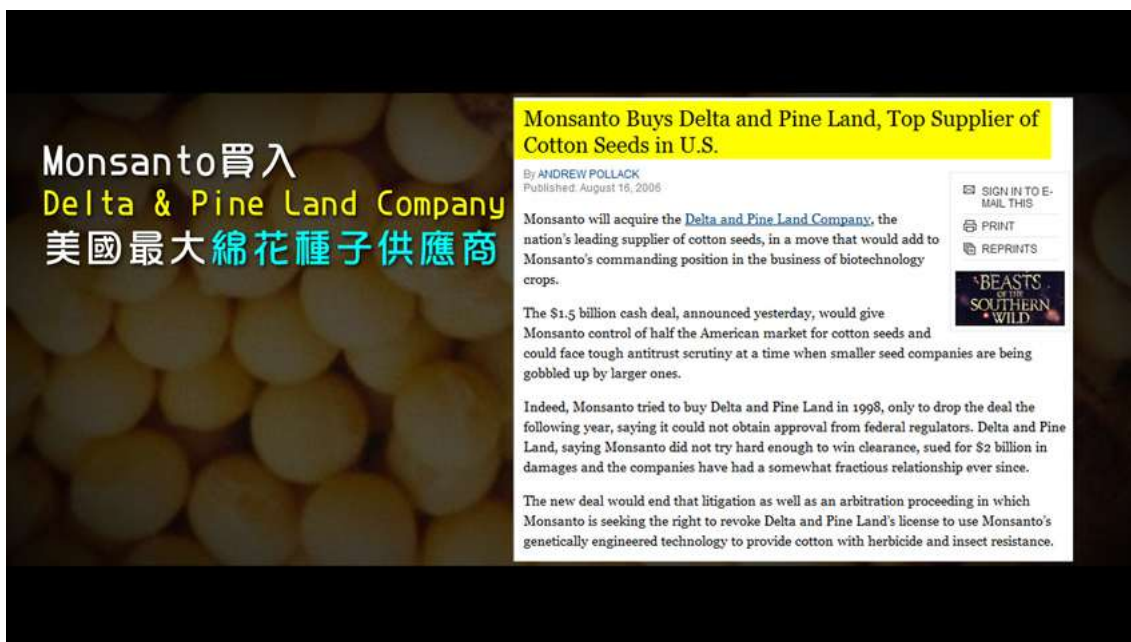 Monsanto買入
Delta & Pine Land Company
美國最大綿花種子供應商
Monsanto Buys Delta and Pine Land, Top Supplier of
Cotton Seeds in U.S.
By ANDREW POLLACK
Published: August 16, 2006
Monsanto will acquire the Delta and Pine Land Company, the
nation's leading supplier of cotton seeds, in a move that would add to
Monsanto's commanding position in the business of biotechnology
crops.
The $1.5 billion cash deal, announced yesterday, would give
Monsanto control of half the American market for cotton seeds and
could face tough antitrust scrutiny at a time when smaller seed companies are being
gobbled up by larger ones.
Indeed, Monsanto tried to buy Delta and Pine Land in 1998, only to drop the deal the
following year, saying it could not obtain approval from federal regulators. Delta and Pine
Land, saying Monsanto did not try hard enough to win clearance, sued for $2 billion in
damages and the companies have had a somewhat fractious relationship ever since.
The new deal would end that litigation as well as an arbitration proceeding in which
Monsanto is seeking the right to revoke Delta and Pine Land's license to use Monsanto's
genetically engineered technology to provide cotton with herbicide and insect resistance.
SIGN IN TO E-
MAIL THIS
PRINT
REPRINTS
BEASTS
OF THE
SOUTHERN
WILD